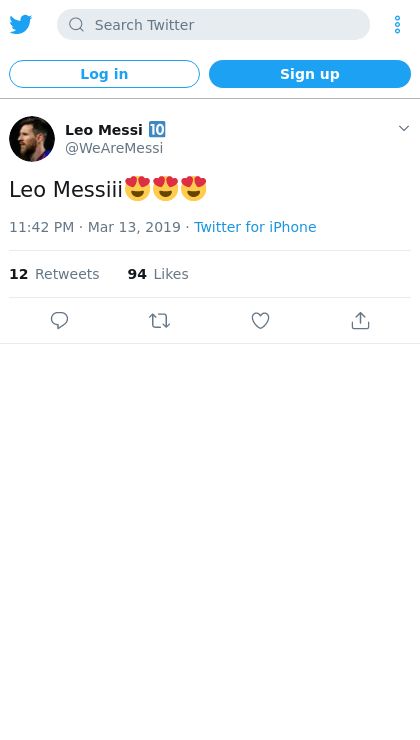 Search Twitter
Log in
Sign up
Leo Messi 🔟
@WeAreMessi
Leo Messiii😍😍😍
11:42 PM · Mar 13, 2019 · Twitter for iPhone
12 Retweets 94 Likes